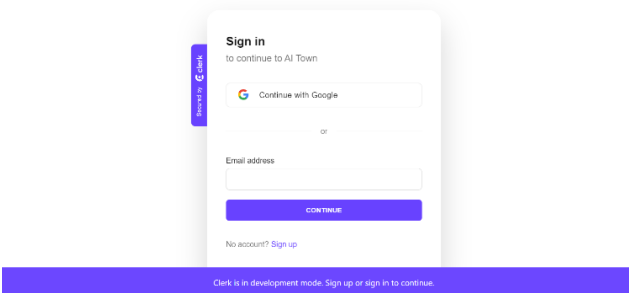 Sign in
to continue to AI Town
Secured by clerk
Continue with Google
or
Email address
CONTINUE
No account? Sign up
Clerk is in development mode. Sign up or sign in to continue.